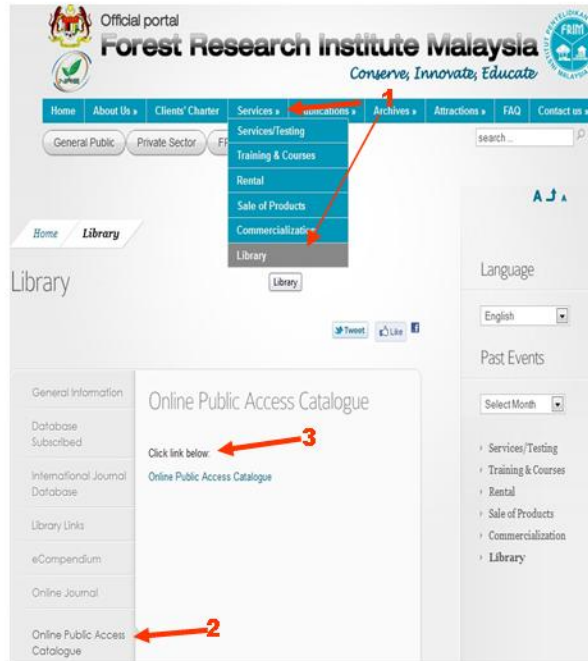 Official portal
Forest Research Institute Malaysia
Conserve, Innovate, Educate
FRIM
1
Home About Us » Clients' Charter Services » Publications » Archives » Attractions » FAQ Contact us »
General Public Private Sector
search...
Services/Testing
Training & Courses
Rental
Sale of Products
Commercialization
Library
Library
A
Home Library
Library
Tweet Like
Language
English
Past Events
Select Month
Services/Testing
Training & Courses
Rental
Sale of Products
Commercialization
Library
General Information
Database
Subscribed
International Journal
Database
Library Links
eCompendium
Online Journal
Online Public Access
Catalogue
2
Online Public Access Catalogue
3
Click link below:
Online Public Access Catalogue